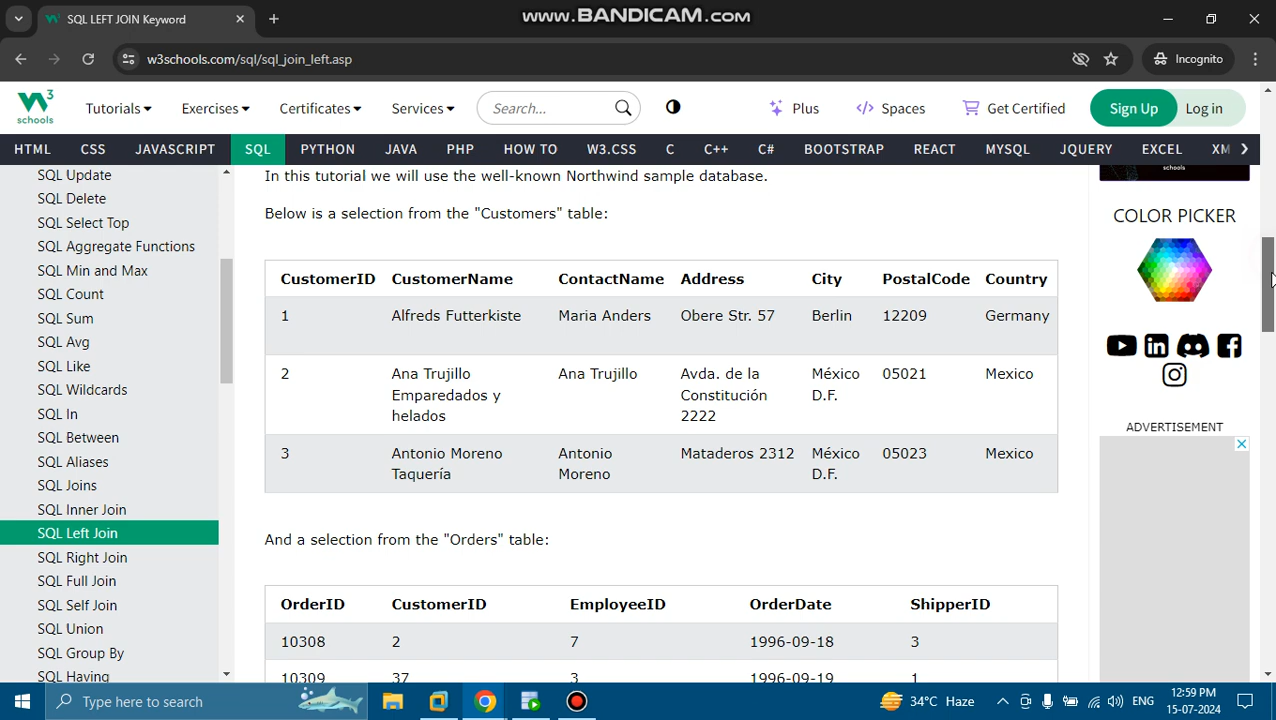 SQL LEFT JOIN Keyword
www.BANDICAM.com
w3schools.com/sql/sql_join_left.asp
Incognito
W3 schools
Tutorials
Exercises
Certificates
Services
Search...
Plus
Spaces
Get Certified
Sign Up
Log in
HTML CSS JAVASCRIPT SQL PYTHON JAVA PHP HOW TO W3.CSS C C++ C# BOOTSTRAP REACT MYSQL JQUERY EXCEL XM
SQL Update
SQL Delete
SQL Select Top
SQL Aggregate Functions
SQL Min and Max
SQL Count
SQL Sum
SQL Avg
SQL Like
SQL Wildcards
SQL In
SQL Between
SQL Aliases
SQL Joins
SQL Inner Join
SQL Left Join
SQL Right Join
SQL Full Join
SQL Self Join
SQL Union
SQL Group By
SQL Having
In this tutorial we will use the well-known Northwind sample database.
Below is a selection from the "Customers" table:
CustomerID CustomerName ContactName Address City PostalCode Country
1 Alfreds Futterkiste Maria Anders Obere Str. 57 Berlin 12209 Germany
2 Ana Trujillo Ana Trujillo Avda. de la México 05021 Mexico
Emparedados y Constitución D.F.
helados 2222
3 Antonio Moreno Antonio Mataderos 2312 México 05023 Mexico
Taquería Moreno D.F.
And a selection from the "Orders" table:
OrderID CustomerID EmployeeID OrderDate ShipperID
10308 2 7 1996-09-18 3
10309 37 3 1996-09-19 1
schools
COLOR PICKER
ADVERTISEMENT
Type here to search
34°C Haze
ENG
12:59 PM
15-07-2024